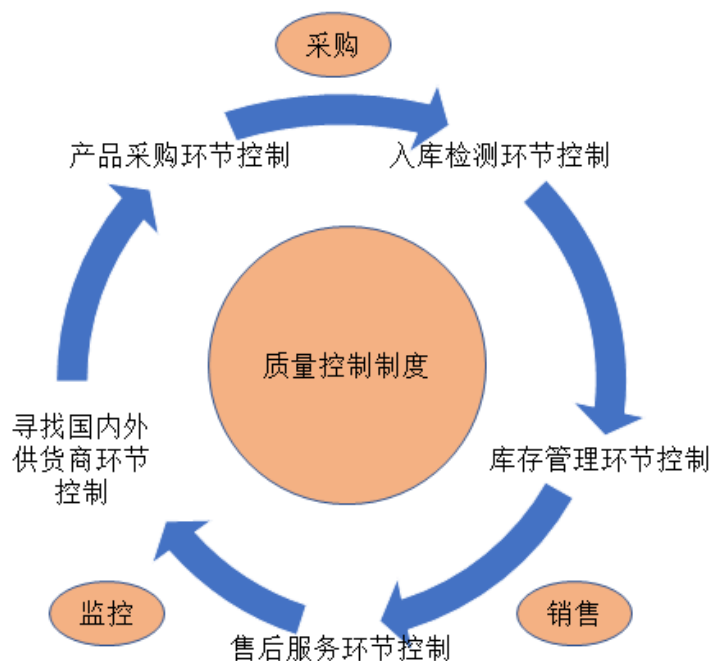 采购
产品采购环节控制
入库检测环节控制
质量控制制度
寻找国内外
供货商环节
控制
库存管理环节控制
监控
销售
售后服务环节控制